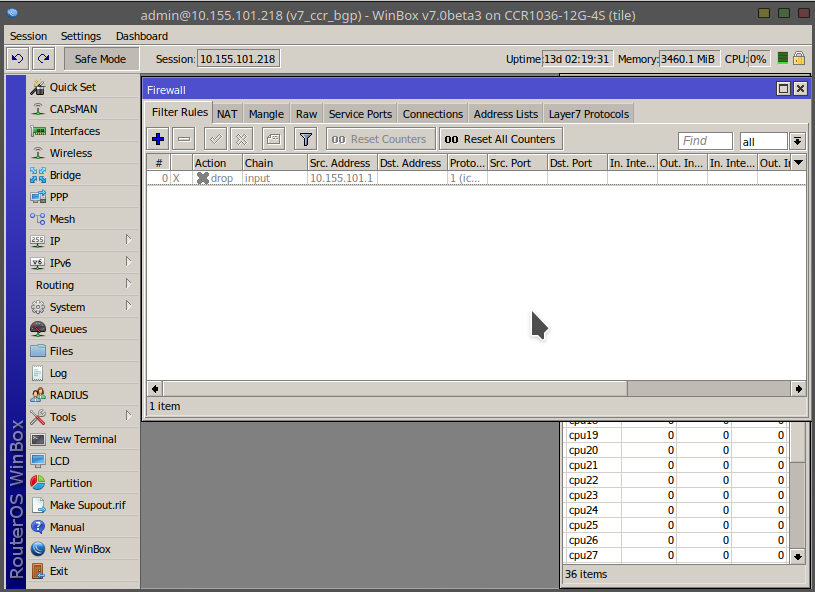 admin@10.155.101.218 (v7_ccr_bgp) - WinBox v7.0beta3 on CCR1036-12G-4S (tile)
Session Settings Dashboard
Safe Mode Session: 10.155.101.218 Uptime: 13d 02:19:31 Memory: 3460.1 MiB CPU: 0%
RouterOS WinBox
Quick Set
CAPsMAN
Interfaces
Wireless
Bridge
PPP
Mesh
IP
IPv6
Routing
System
Queues
Files
Log
RADIUS
Tools
New Terminal
LCD
Partition
Make Supout.rif
Manual
New WinBox
Exit
Firewall
Filter Rules NAT Mangle Raw Service Ports Connections Address Lists Layer7 Protocols
00 Reset Counters 00 Reset All Counters Find all
# Action Chain Src. Address Dst. Address Proto... Src. Port Dst. Port In. Inte... Out. In... In. Inte... Out. I
0 X drop input 10.155.101.1 1 (ic...
1 item
cpu19 0 0 0
cpu20 0 0 0
cpu21 0 0 0
cpu22 0 0 0
cpu23 0 0 0
cpu24 0 0 0
cpu25 0 0 0
cpu26 0 0 0
cpu27 0 0 0
36 items